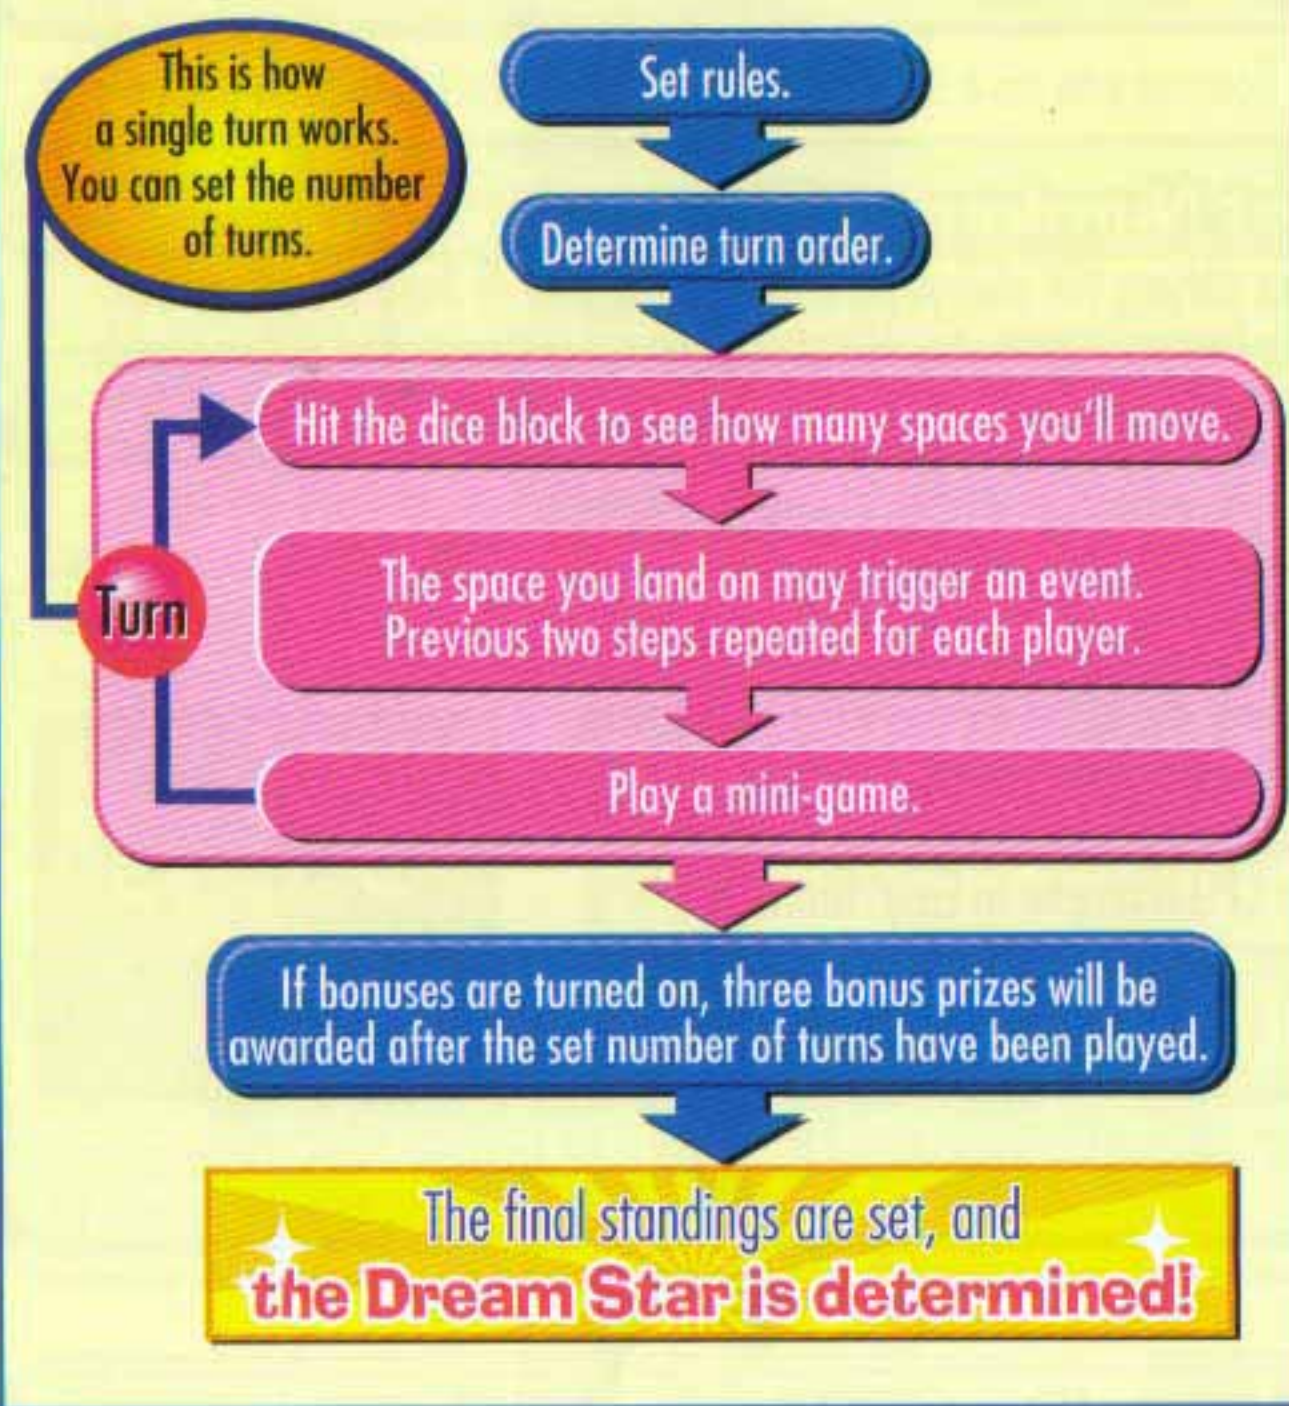 This is how
a single turn works.
You can set the number
of turns.
Set rules.
Determine turn order.
Hit the dice block to see how many spaces you'll move.
The space you land on may trigger an event.
Previous two steps repeated for each player.
Turn
Play a mini-game.
If bonuses are turned on, three bonus prizes will be
awarded after the set number of turns have been played.
The final standings are set, and
the Dream Star is determined!